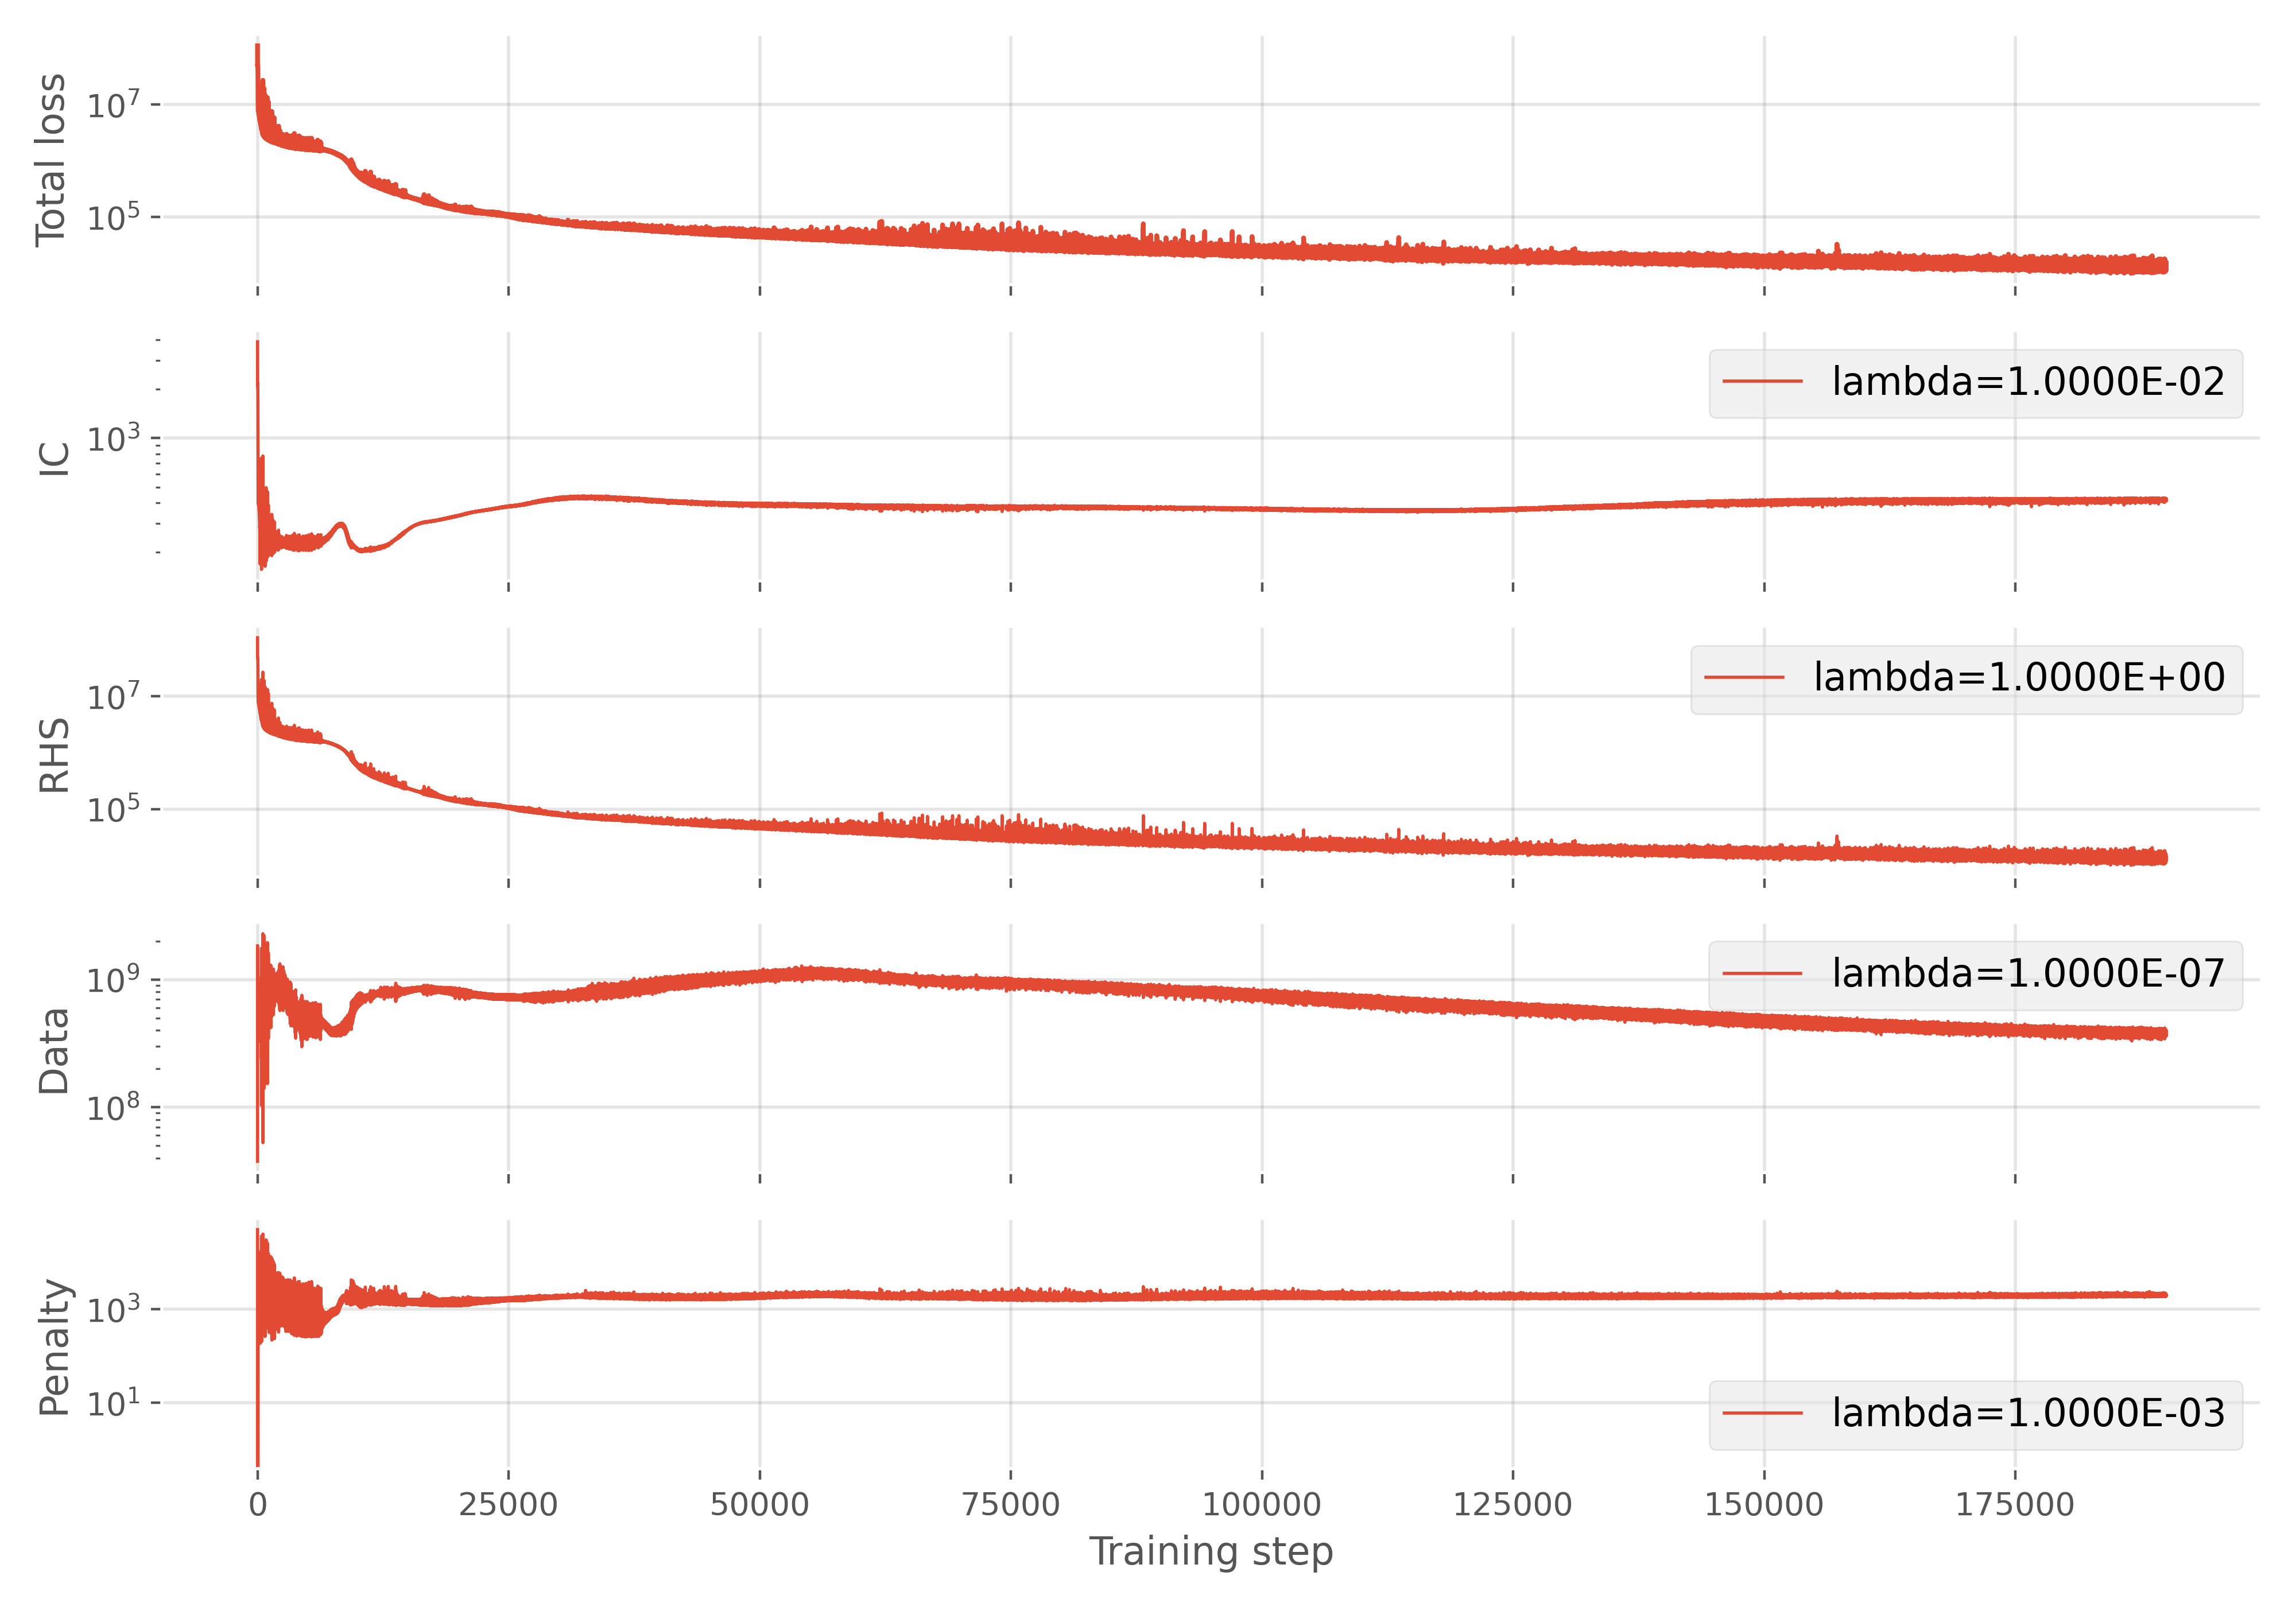 Total loss
10^7
10^5
IC
10^3
lambda=1.0000E-02
RHS
10^7
10^5
lambda=1.0000E+00
Data
10^9
10^8
lambda=1.0000E-07
Penalty
10^3
10^1
lambda=1.0000E-03
0 25000 50000 75000 100000 125000 150000 175000
Training step